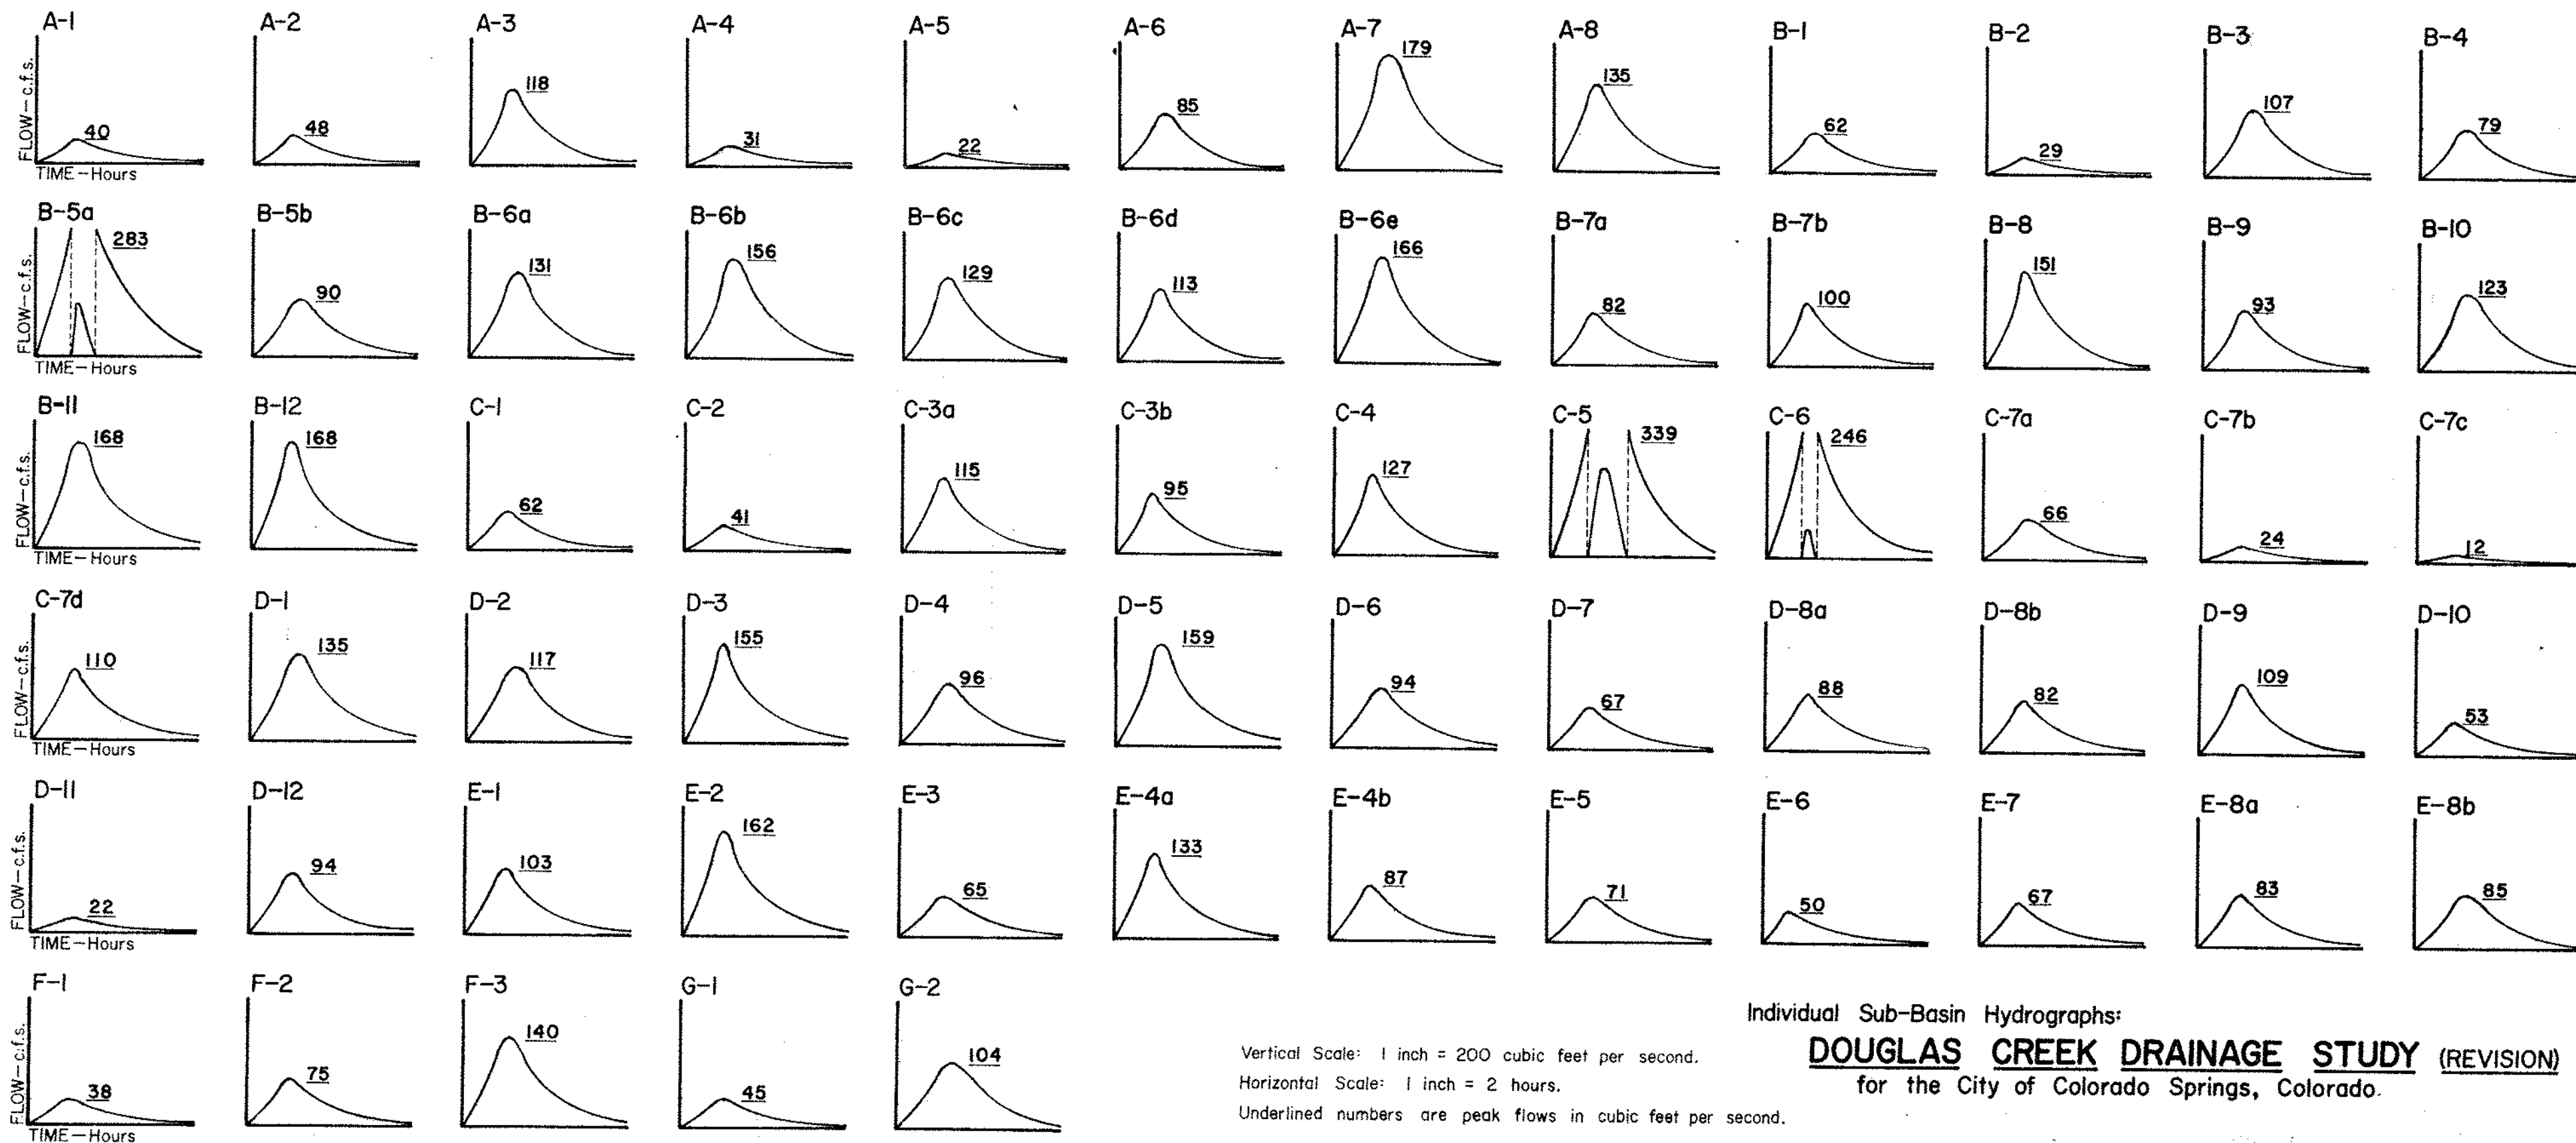 A-1 A-2 A-3 A-4 A-5 A-6 A-7 A-8 B-1 B-2 B-3 B-4
40 48 118 31 22 85 179 135 62 29 107 79
FLOW-c.f.s.
TIME-Hours
B-5a B-5b B-6a B-6b B-6c B-6d B-6e B-7a B-7b B-8 B-9 B-10
283 90 131 156 129 113 166 82 100 151 93 123
FLOW-c.f.s.
TIME-Hours
B-11 B-12 C-1 C-2 C-3a C-3b C-4 C-5 C-6 C-7a C-7b C-7c
168 168 62 41 115 95 127 339 246 66 24 12
FLOW-c.f.s.
TIME-Hours
C-7d D-1 D-2 D-3 D-4 D-5 D-6 D-7 D-8a D-8b D-9 D-10
110 135 117 155 96 159 94 67 88 82 109 53
FLOW-c.f.s.
TIME-Hours
D-11 D-12 E-1 E-2 E-3 E-4a E-4b E-5 E-6 E-7 E-8a E-8b
22 94 103 162 65 133 87 71 50 67 83 85
FLOW-c.f.s.
TIME-Hours
F-1 F-2 F-3 G-1 G-2
38 75 140 45 104
FLOW-c.f.s.
TIME-Hours
Vertical Scale: 1 inch = 200 cubic feet per second.
Horizontal Scale: 1 inch = 2 hours.
Underlined numbers are peak flows in cubic feet per second.
Individual Sub-Basin Hydrographs:
DOUGLAS CREEK DRAINAGE STUDY (REVISION)
for the City of Colorado Springs, Colorado.